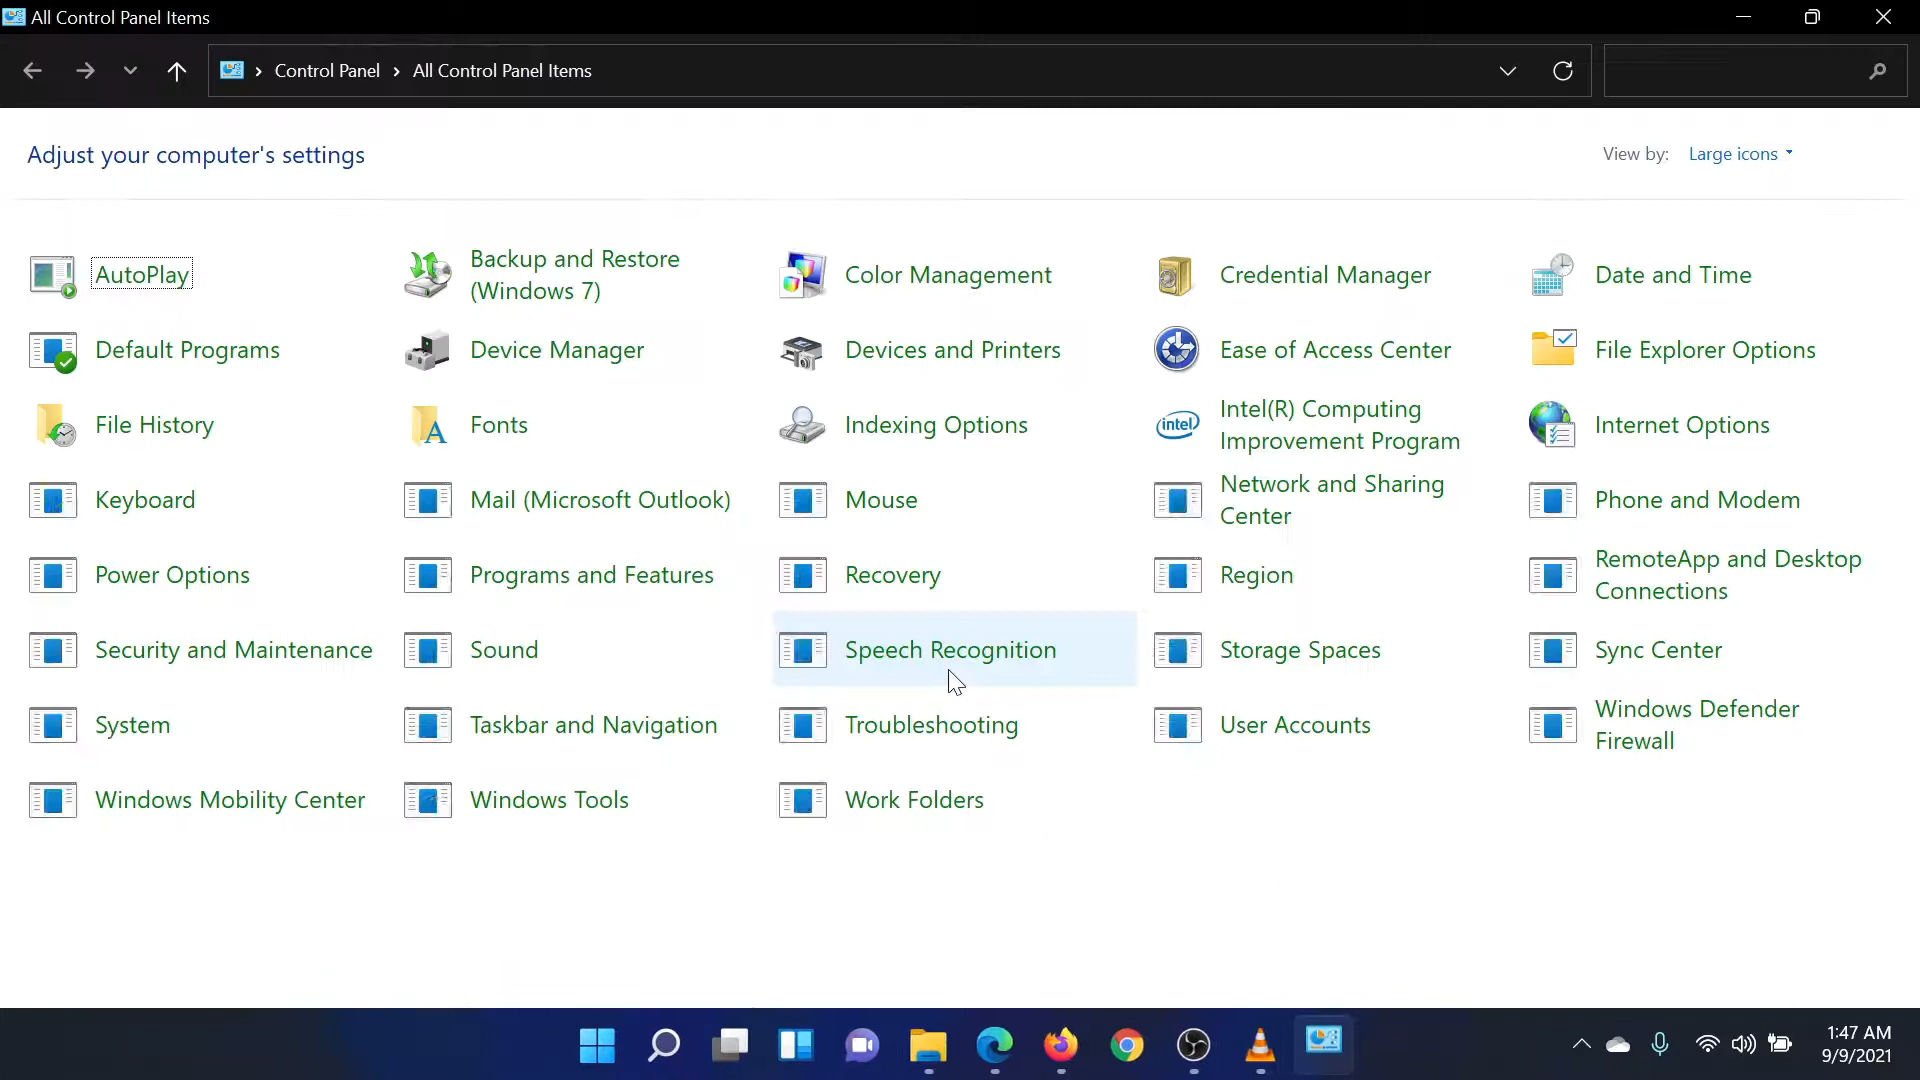 All Control Panel Items
Control Panel › All Control Panel Items
Adjust your computer's settings
View by: Large icons
AutoPlay
Backup and Restore
(Windows 7)
Color Management
Credential Manager
Date and Time
Default Programs
Device Manager
Devices and Printers
Ease of Access Center
File Explorer Options
File History
Fonts
Indexing Options
intel
Intel(R) Computing
Improvement Program
Internet Options
Keyboard
Mail (Microsoft Outlook)
Mouse
Network and Sharing
Center
Phone and Modem
Power Options
Programs and Features
Recovery
Region
RemoteApp and Desktop
Connections
Security and Maintenance
Sound
Speech Recognition
Storage Spaces
Sync Center
System
Taskbar and Navigation
Troubleshooting
User Accounts
Windows Defender
Firewall
Windows Mobility Center
Windows Tools
Work Folders
1:47 AM
9/9/2021